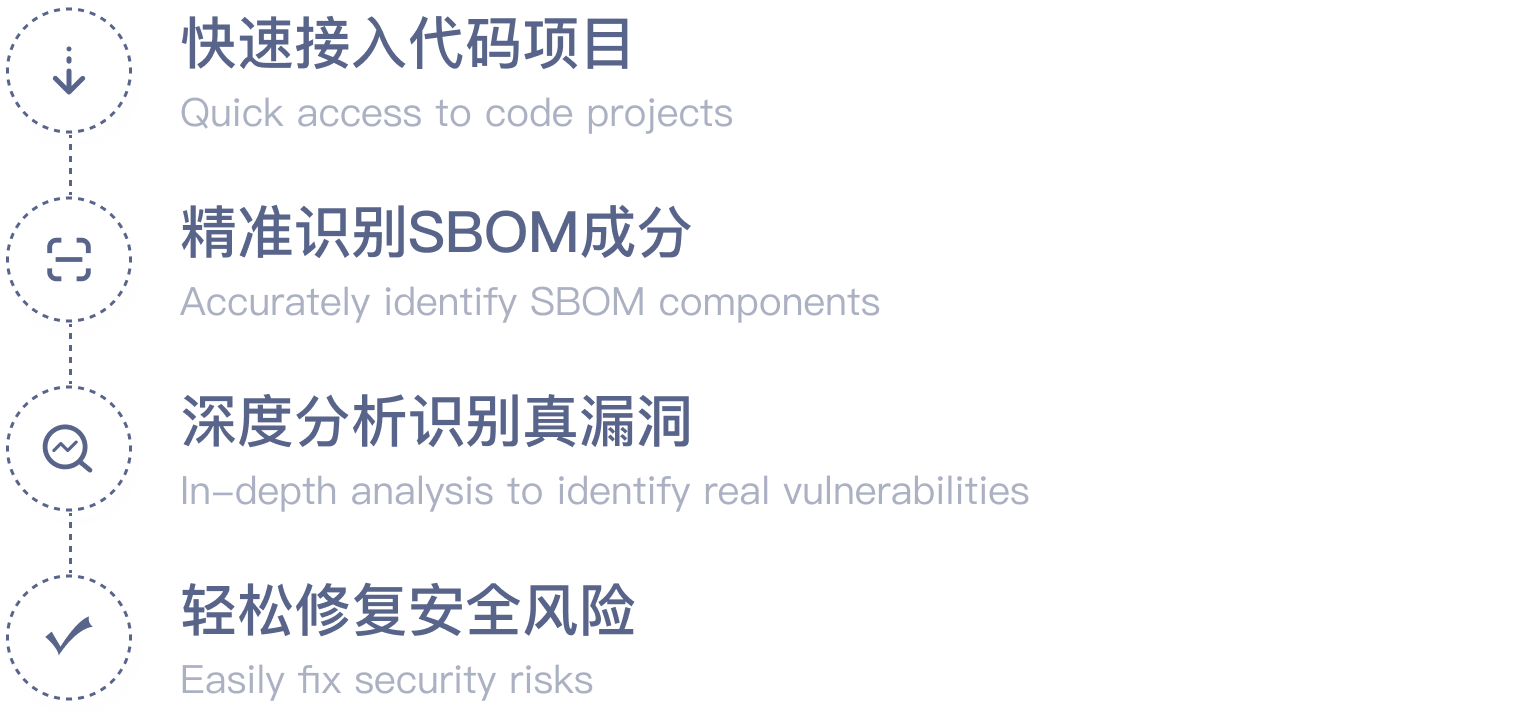 快速接入代码项目
Quick access to code projects
精准识别SBOM成分
Accurately identify SBOM components
深度分析识别真漏洞
In-depth analysis to identify real vulnerabilities
轻松修复安全风险
Easily fix security risks